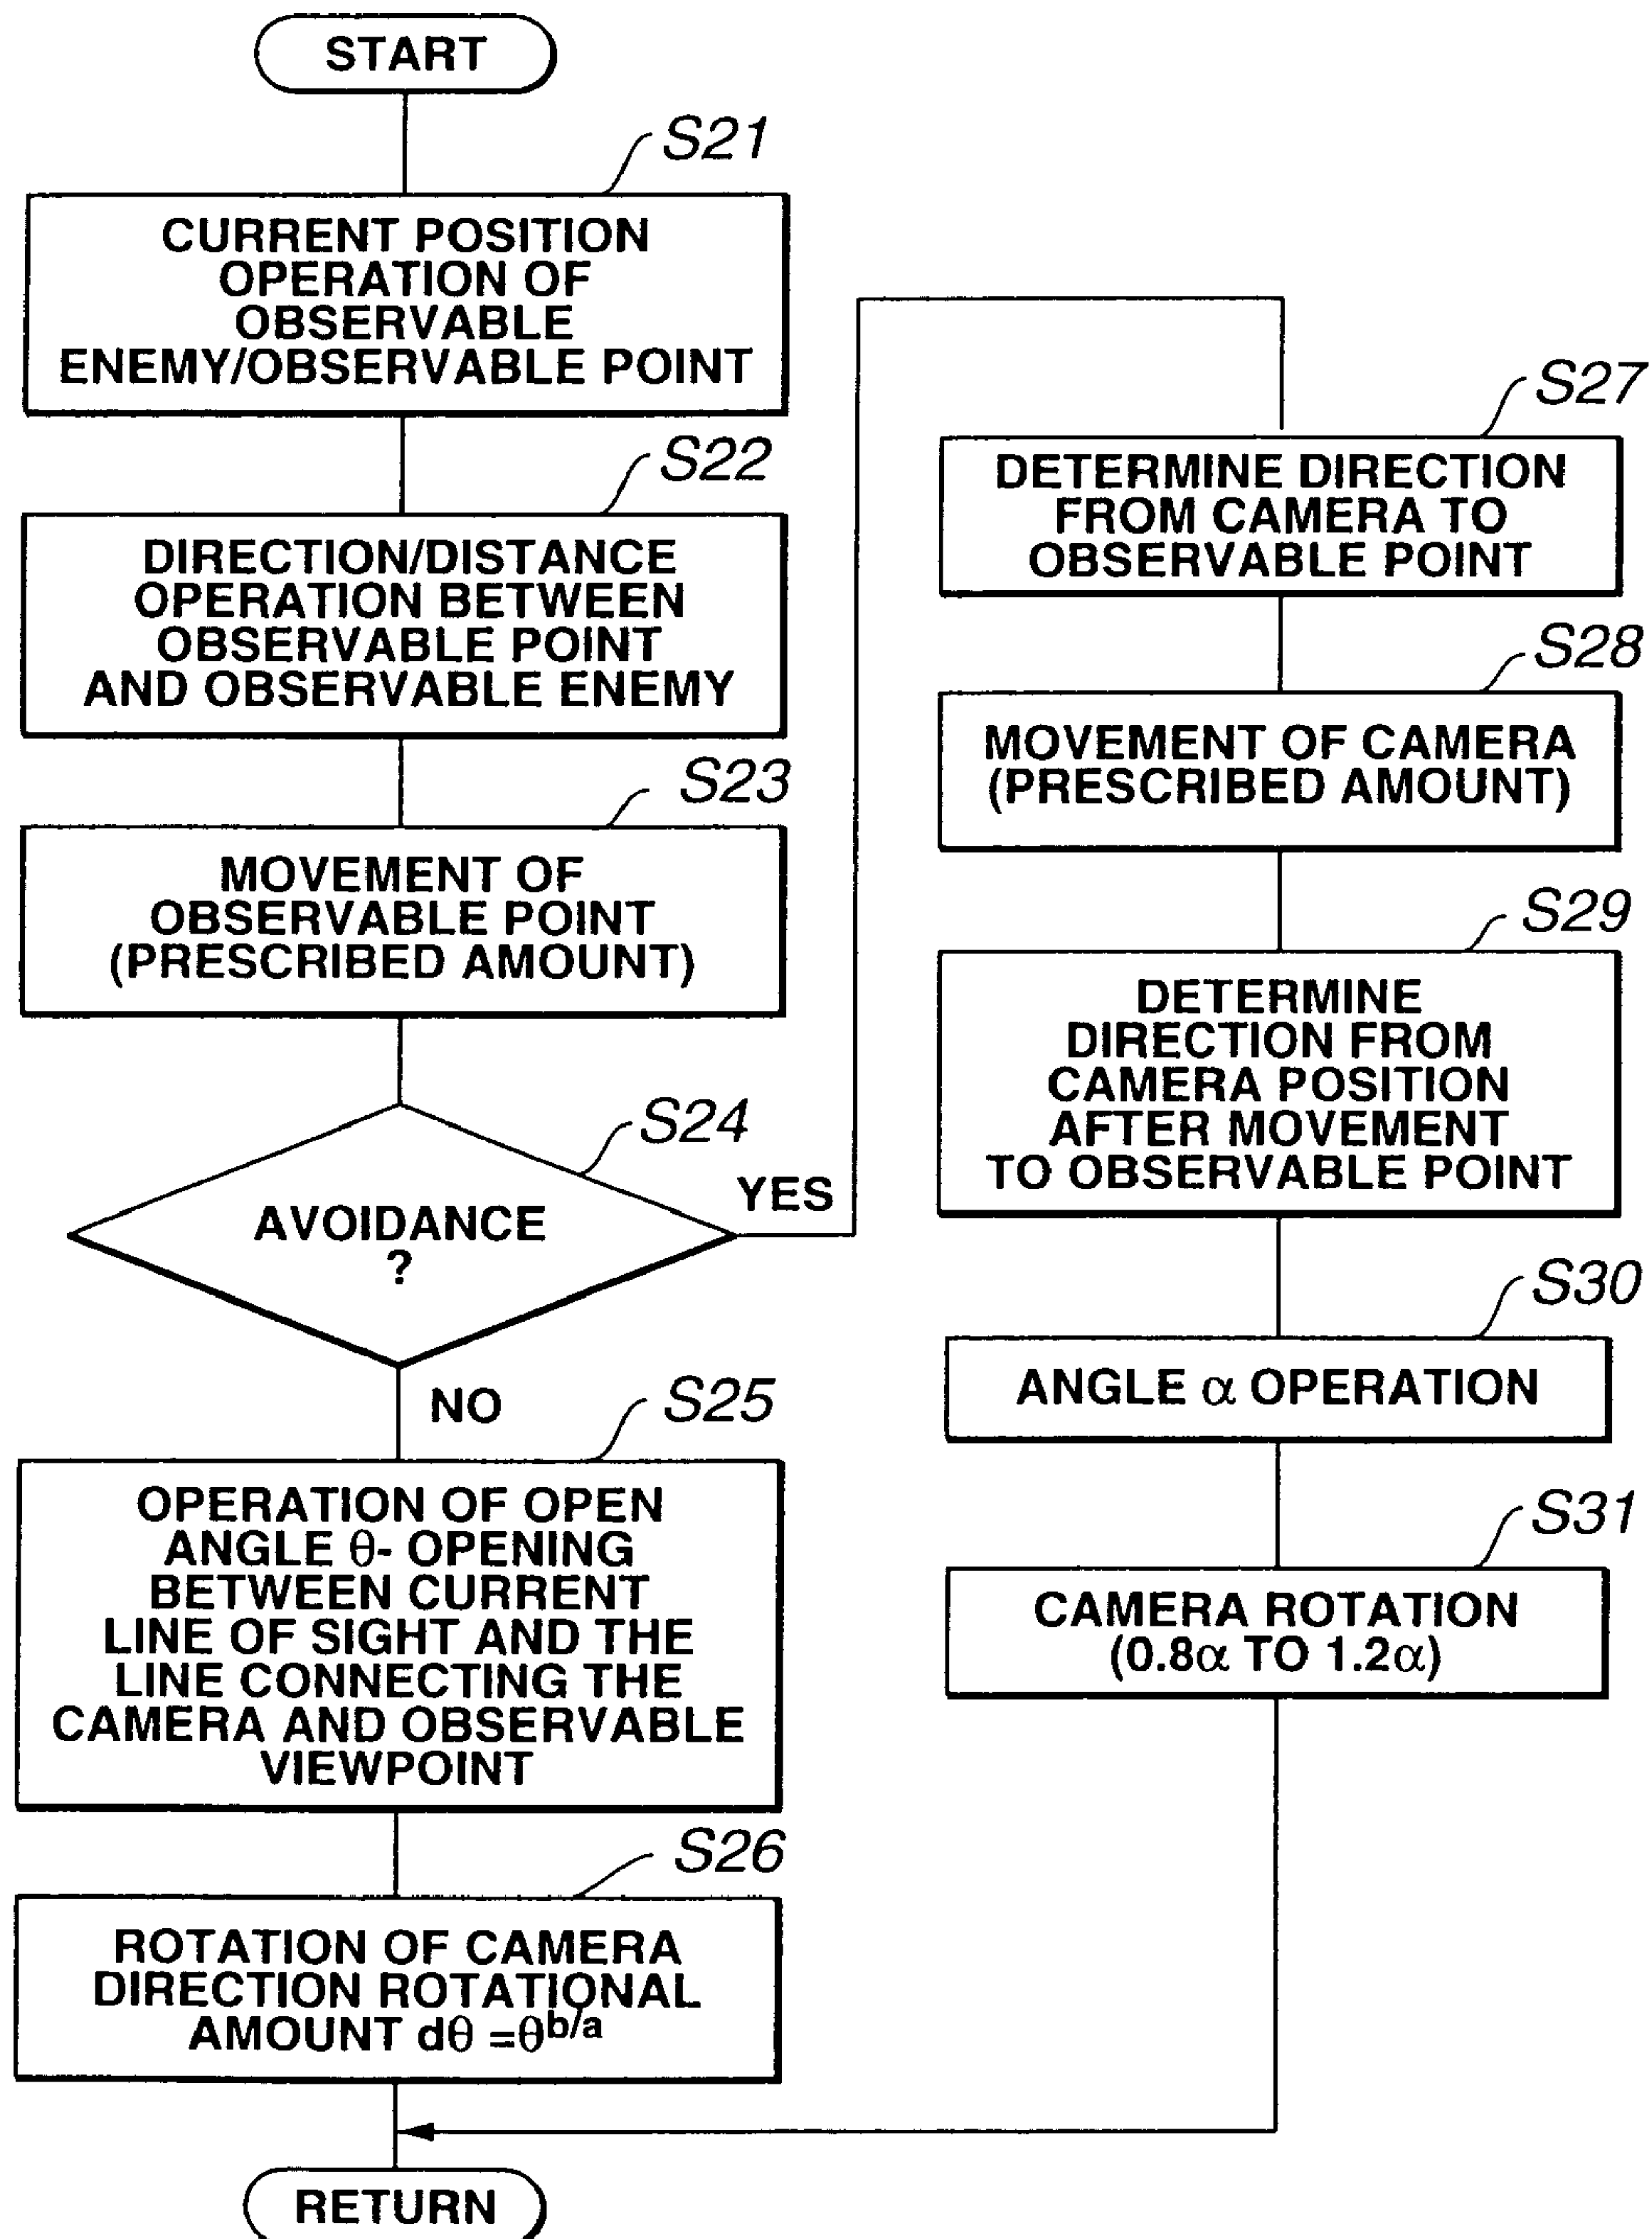 START
S21
CURRENT POSITION
OPERATION OF
OBSERVABLE
ENEMY/OBSERVABLE POINT
S22
DIRECTION/DISTANCE
OPERATION BETWEEN
OBSERVABLE POINT
AND OBSERVABLE ENEMY
S23
MOVEMENT OF
OBSERVABLE POINT
(PRESCRIBED AMOUNT)
S24
AVOIDANCE
?
YES
NO
S25
OPERATION OF OPEN
ANGLE θ- OPENING
BETWEEN CURRENT
LINE OF SIGHT AND THE
LINE CONNECTING THE
CAMERA AND OBSERVABLE
VIEWPOINT
S26
ROTATION OF CAMERA
DIRECTION ROTATIONAL
AMOUNT dθ =θ^b/a
S27
DETERMINE DIRECTION
FROM CAMERA TO
OBSERVABLE POINT
S28
MOVEMENT OF CAMERA
(PRESCRIBED AMOUNT)
S29
DETERMINE
DIRECTION FROM
CAMERA POSITION
AFTER MOVEMENT
TO OBSERVABLE POINT
S30
ANGLE α OPERATION
S31
CAMERA ROTATION
(0.8α TO 1.2α)
RETURN